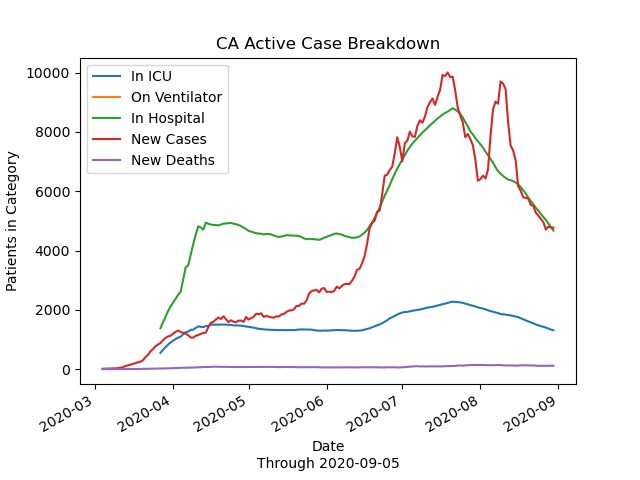 CA Active Case Breakdown
In ICU
On Ventilator
In Hospital
New Cases
New Deaths
Patients in Category
10000
8000
6000
4000
2000
0
2020-03
2020-04
2020-05
2020-06
2020-07
2020-08
2020-09
Date
Through 2020-09-05